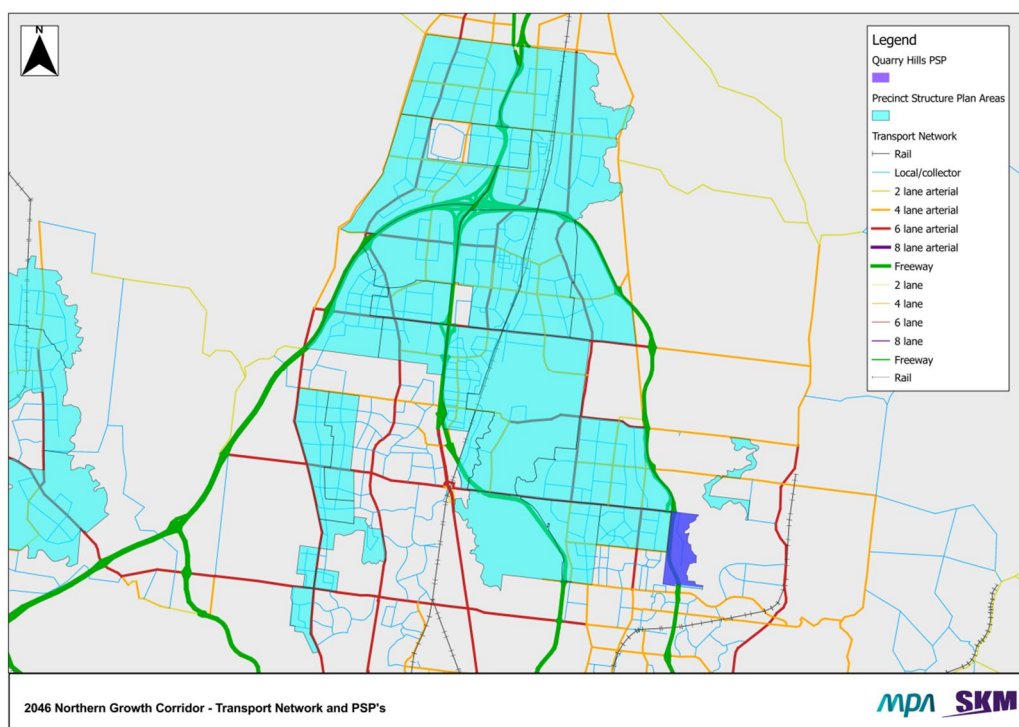 N
Legend
Quarry Hills PSP
Precinct Structure Plan Areas
Transport Network
Rail
Local/collector
2 lane arterial
4 lane arterial
6 lane arterial
8 lane arterial
Freeway
2 lane
4 lane
6 lane
8 lane
Freeway
Rail
2046 Northern Growth Corridor - Transport Network and PSP's
MPA SKM